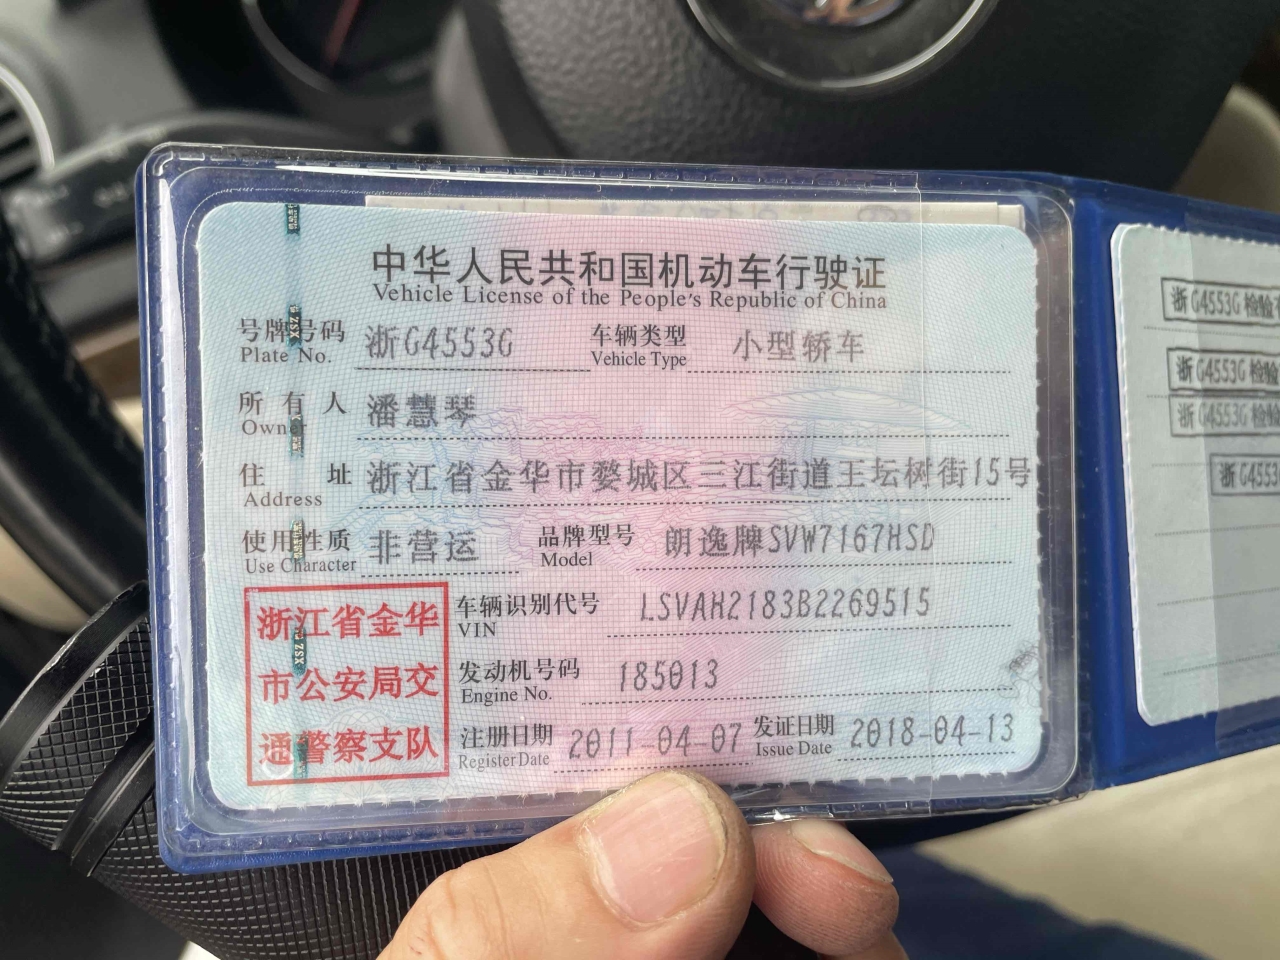 中华人民共和国机动车行驶证
Vehicle License of the People's Republic of China
号牌号码 浙G4553G 车辆类型 小型轿车
Plate No. Vehicle Type
所有人 潘慧琴
Owner
住址 浙江省金华市婺城区三江街道王坛树街15号
Address
使用性质 非营运 品牌型号 朗逸牌SVW7167HSD
Use Character Model
浙江省金华
市公安局交
通警察支队
车辆识别代号 LSVAH2183B2269515
VIN
发动机号码 185013
Engine No.
注册日期 2011-04-07 发证日期 2018-04-13
Register Date Issue Date
浙G4553G 检验
浙G4553G 检验
浙G4553G 检验
浙G4553